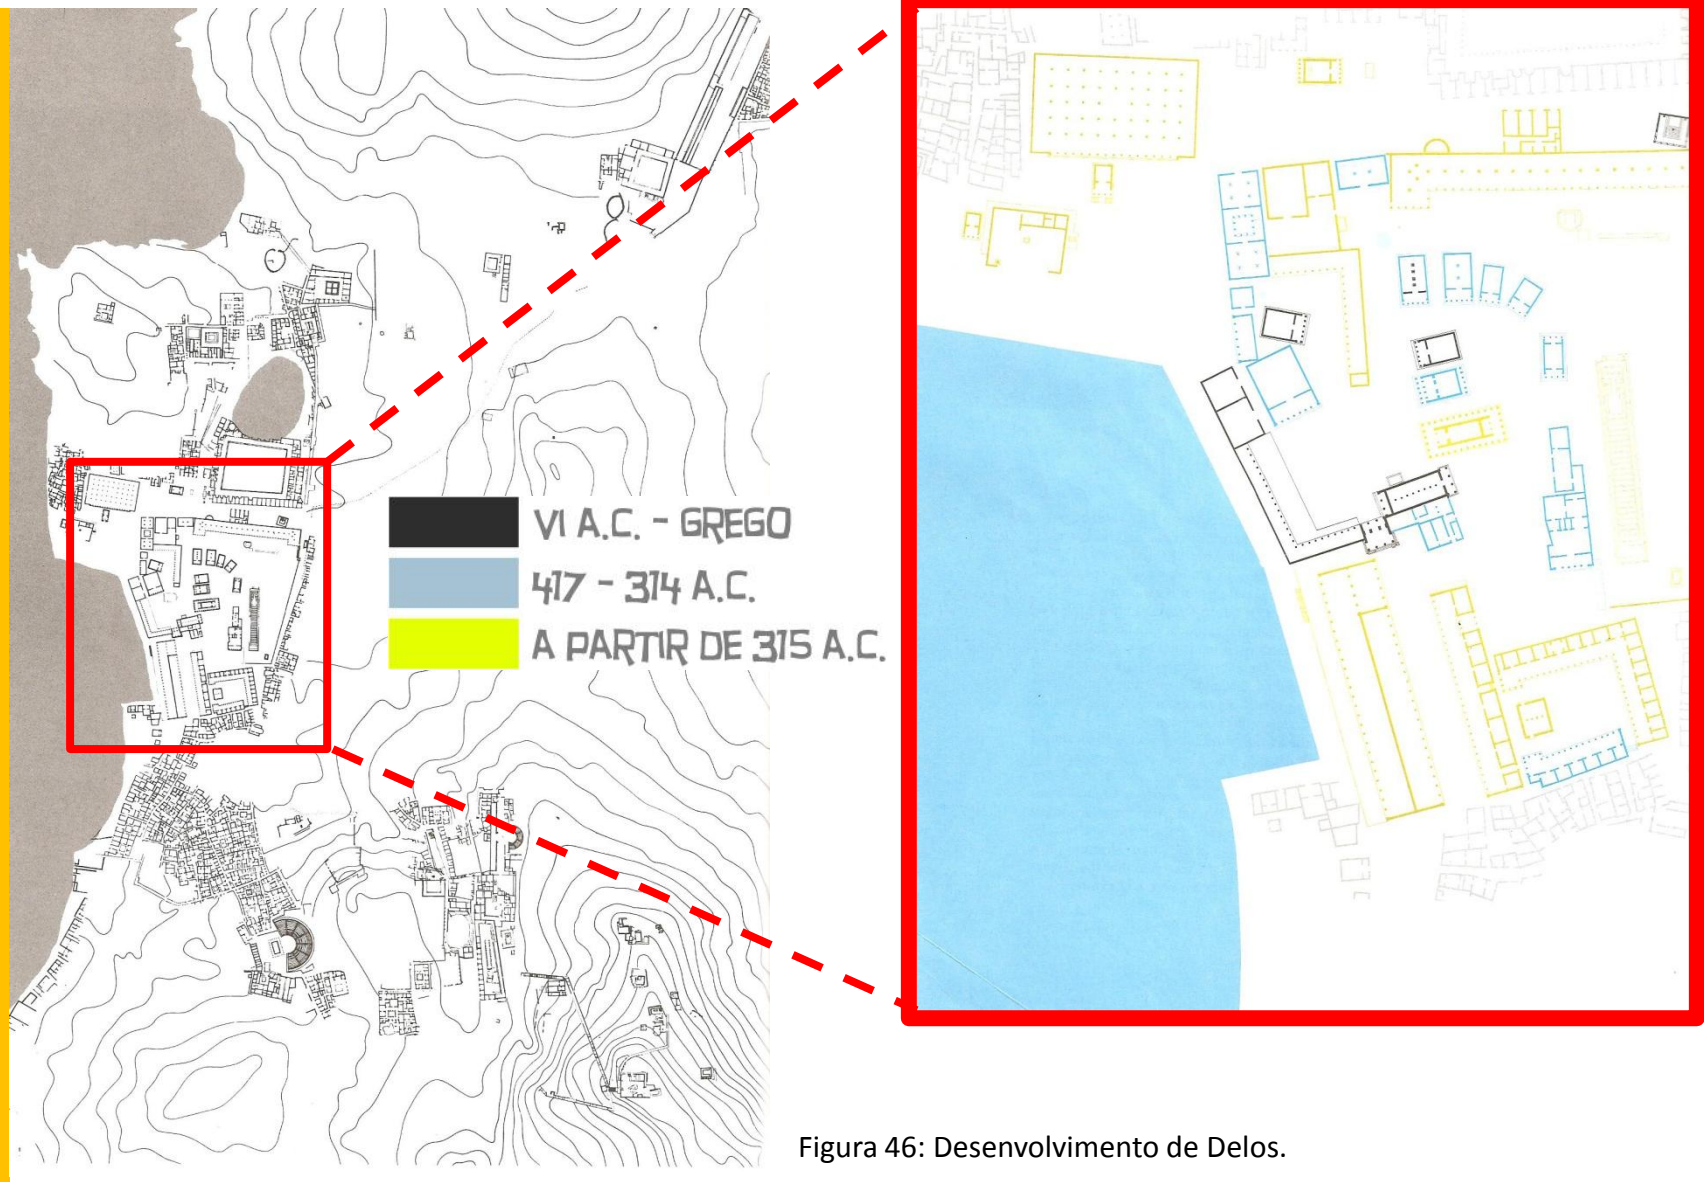 VI A.C. - GREGO
417 - 314 A.C.
A PARTIR DE 315 A.C.
Figura 46: Desenvolvimento de Delos.